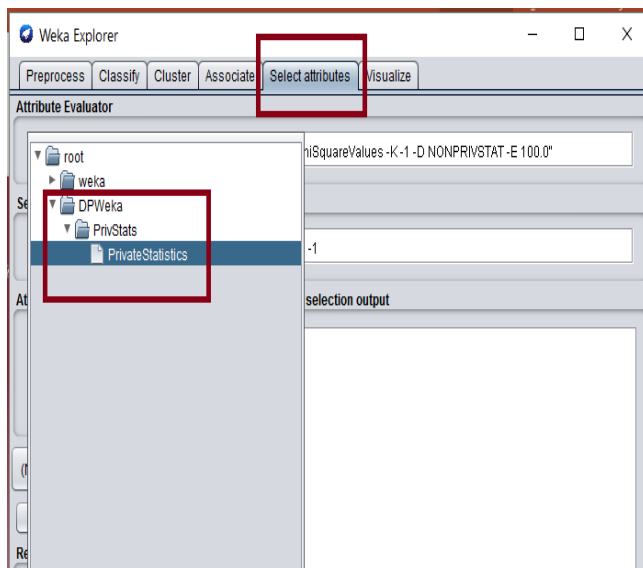 Weka Explorer
Preprocess Classify Cluster Associate Select attributes Visualize
Attribute Evaluator
root
weka
DPWeka
PrivStats
PrivateStatistics
hiSquareValues -K -1 -D NONPRIVSTAT -E 100.0"
-1
selection output